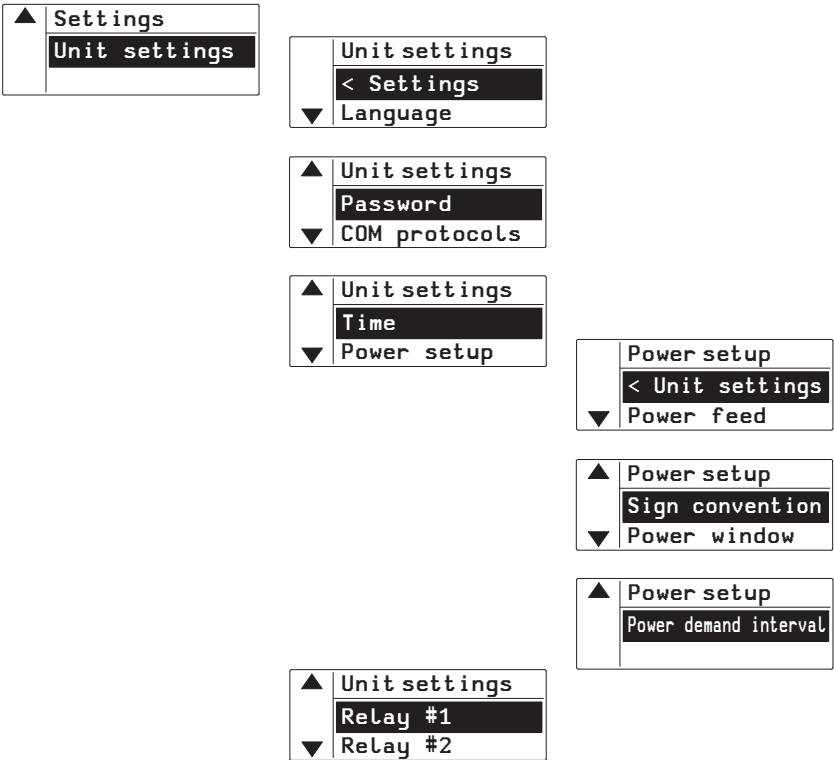 Settings
Unit settings
Unit settings
< Settings
Language
Unit settings
Password
COM protocols
Unit settings
Time
Power setup
Power setup
< Unit settings
Power feed
Power setup
Sign convention
Power window
Power setup
Power demand interval
Unit settings
Relay #1
Relay #2